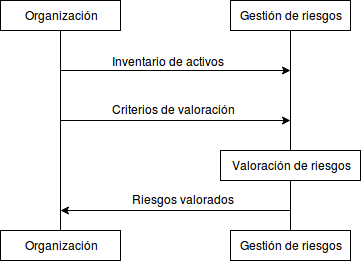 Organización
Gestión de riesgos
Inventario de activos
Criterios de valoración
Valoración de riesgos
Riesgos valorados
Organización
Gestión de riesgos